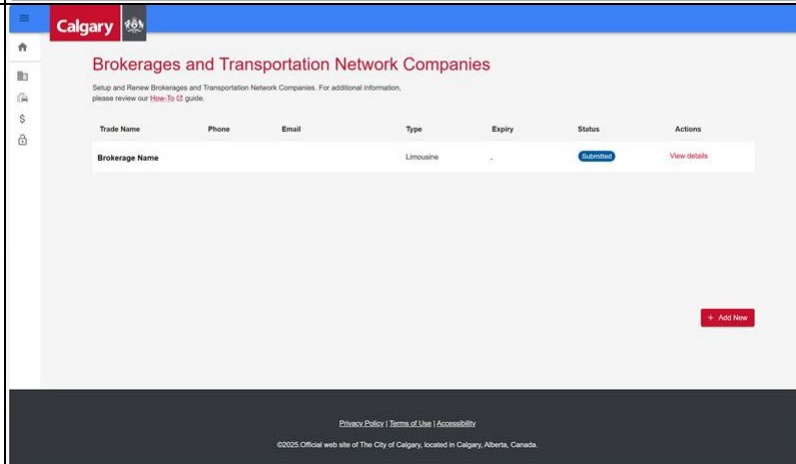 Calgary
Brokerages and Transportation Network Companies
Setup and Renew Brokerages and Transportation Network Companies. For additional information,
please review our How-To guide.
Trade Name Phone Email Type Expiry Status Actions
Brokerage Name Limousine - Submitted View details
+ Add New
Privacy Policy | Terms of Use | Accessibility
©2025.Official web site of The City of Calgary, located in Calgary, Alberta, Canada.